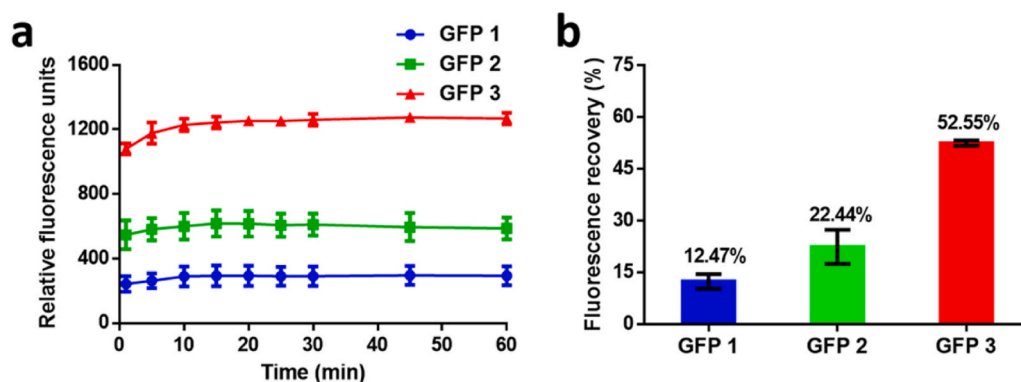 a
GFP 1
GFP 2
GFP 3
Relative fluorescence units
1600
1200
800
400
0
0 10 20 30 40 50 60
Time (min)
b
Fluorescence recovery (%)
75
60
45
30
15
0
12.47%
22.44%
52.55%
GFP 1 GFP 2 GFP 3